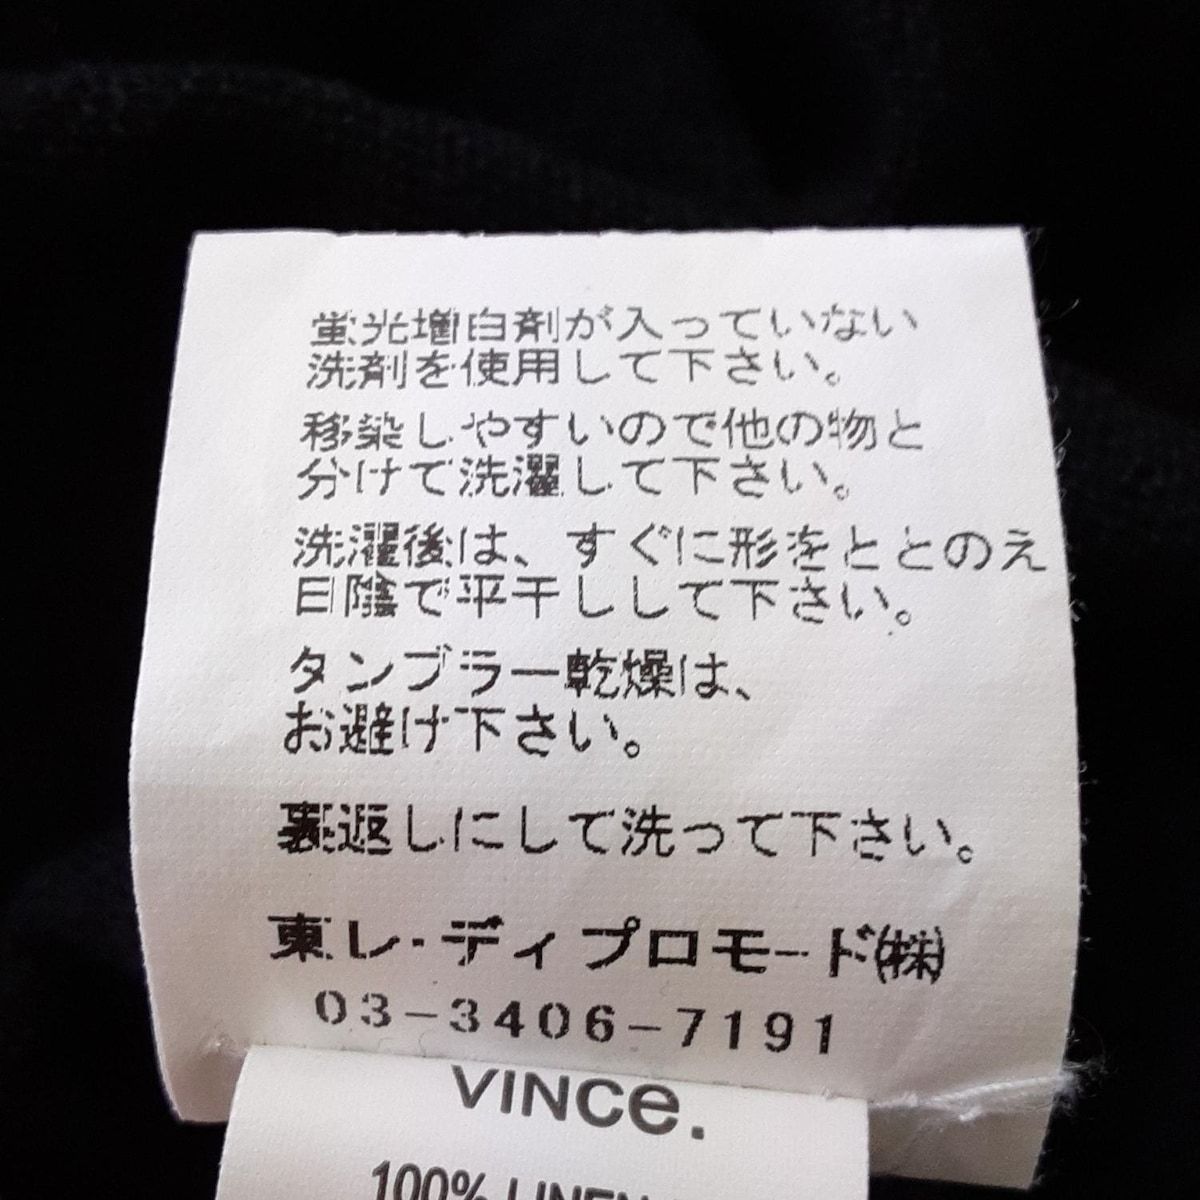 蛍光増白剤が入っていない
洗剤を使用して下さい。
移染しやすいので他の物と
分けて洗濯して下さい。
洗濯後は、すぐに形をととのえ
日陰で平干しして下さい。
タンブラー乾燥は、
お避け下さい。
裏返しにして洗って下さい。
東レ・ディプロモード(株)
03-3406-7191
VINCe.
100% LINEN